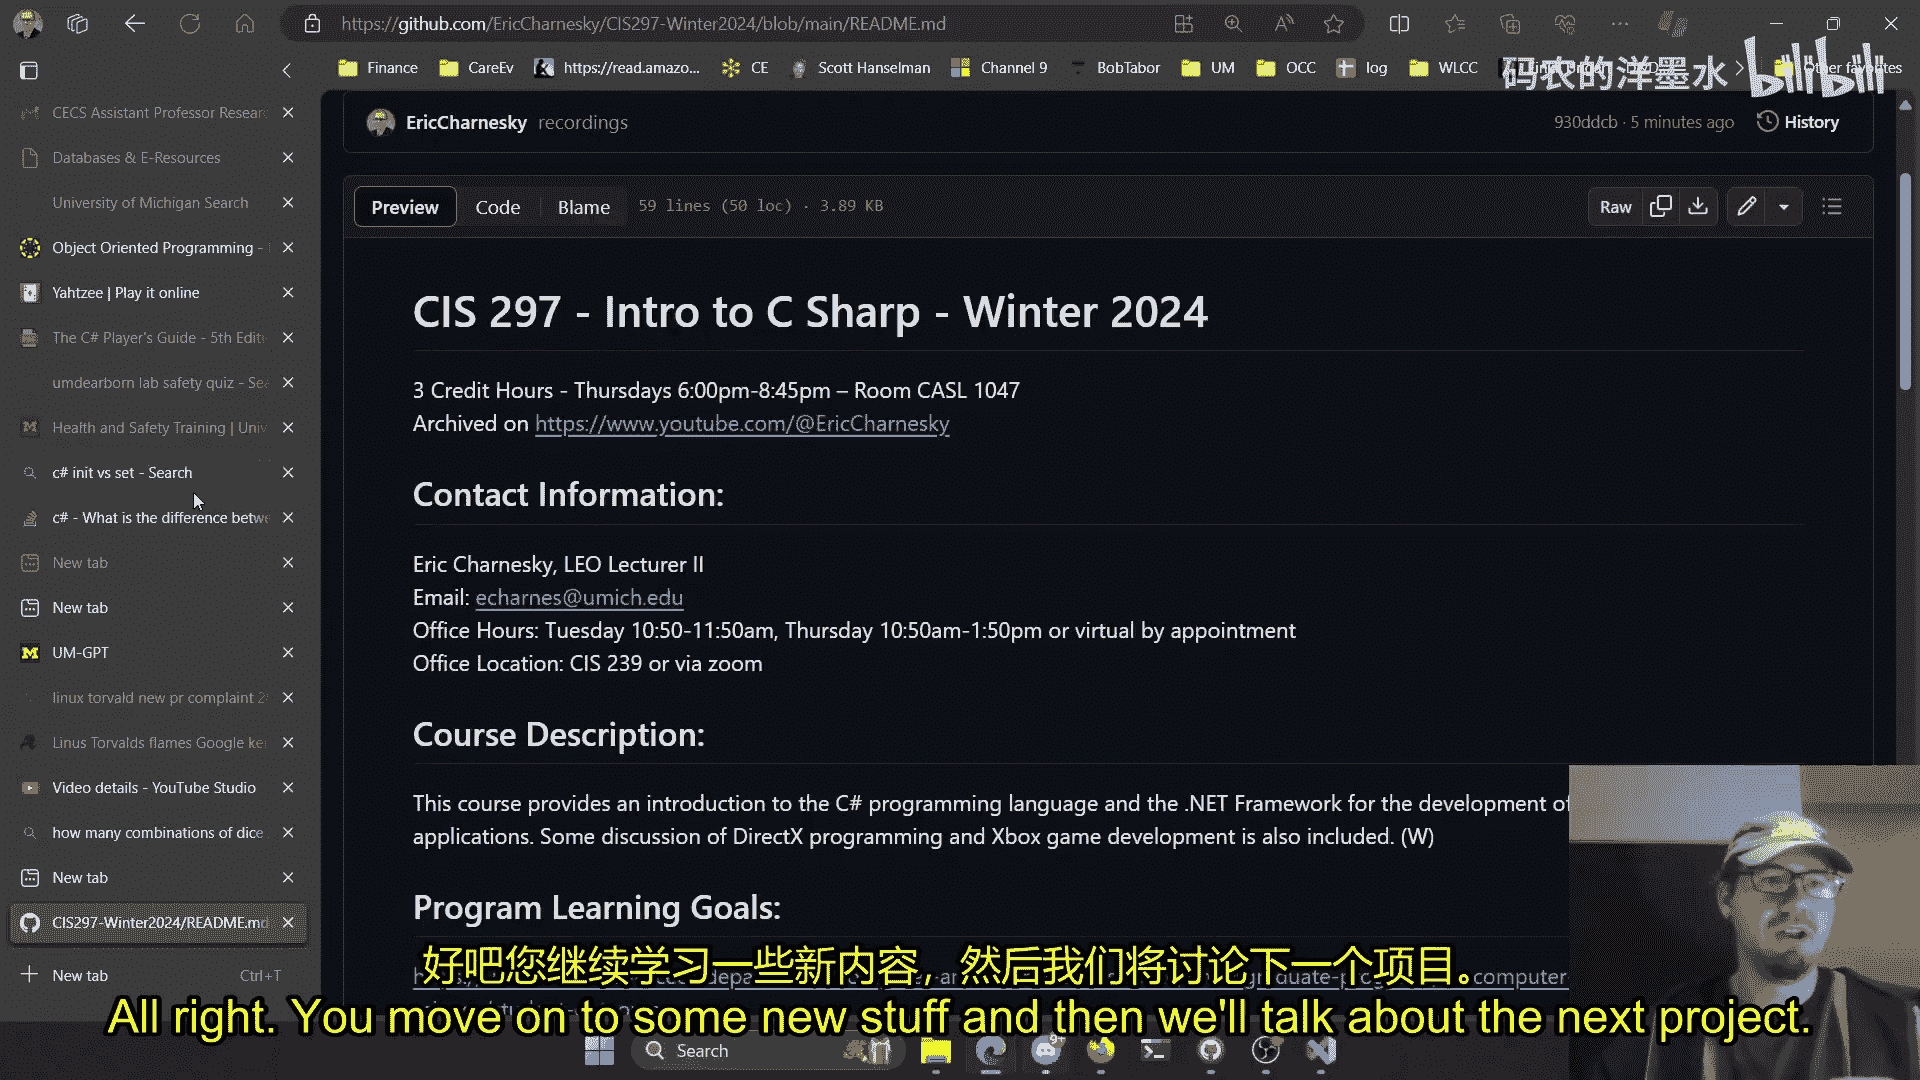 https://github.com/EricCharnesky/CIS297-Winter2024/blob/main/README.md
Finance
CareEv
https://read.amazo...
CE
Scott Hanselman
Channel 9
BobTabor
UM
OCC
log
WLCC
Other favorites
码农的洋墨水
bilibili
CECS Assistant Professor Resear
Databases & E-Resources
University of Michigan Search
Object Oriented Programming -
Yahtzee | Play it online
The C# Player's Guide - 5th Edit
umdearborn lab safety quiz - Sea
Health and Safety Training | Univ
c# init vs set - Search
c# - What is the difference betwe
New tab
New tab
UM-GPT
linux torvald new pr complaint 2
Linus Torvalds flames Google ke
Video details - YouTube Studio
how many combinations of dice
New tab
CIS297-Winter2024/README.md
New tab Ctrl+T
EricCharnesky recordings
930ddcb · 5 minutes ago
History
Preview
Code
Blame
59 lines (50 loc) · 3.89 KB
Raw
CIS 297 - Intro to C Sharp - Winter 2024
3 Credit Hours - Thursdays 6:00pm-8:45pm – Room CASL 1047
Archived on https://www.youtube.com/@EricCharnesky
Contact Information:
Eric Charnesky, LEO Lecturer II
Email: echarnes@umich.edu
Office Hours: Tuesday 10:50-11:50am, Thursday 10:50am-1:50pm or virtual by appointment
Office Location: CIS 239 or via zoom
Course Description:
This course provides an introduction to the C# programming language and the .NET Framework for the development of
applications. Some discussion of DirectX programming and Xbox game development is also included. (W)
Program Learning Goals:
好吧您继续学习一些新内容，然后我们将讨论下一个项目。
All right. You move on to some new stuff and then we'll talk about the next project.
Search
9+